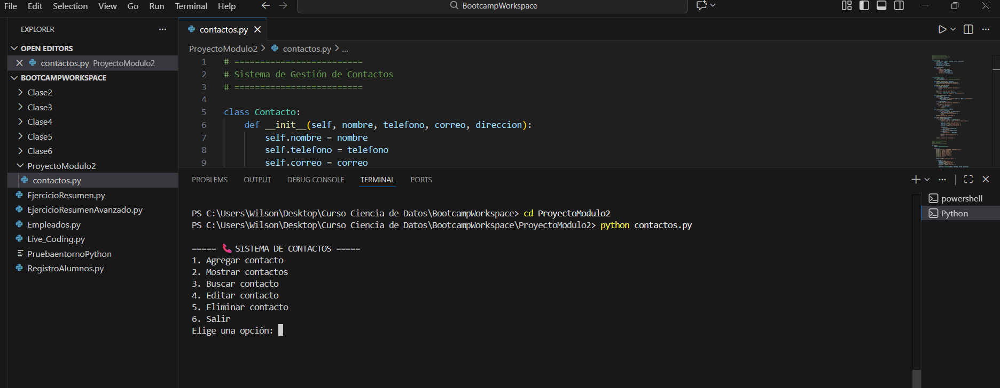 File Edit Selection View Go Run Terminal Help
BootcampWorkspace
EXPLORER
OPEN EDITORS
contactos.py ProyectoModulo2
BOOTCAMPWORKSPACE
Clase2
Clase3
Clase4
Clase5
Clase6
ProyectoModulo2
contactos.py
EjercicioResumen.py
EjercicioResumenAvanzado.py
Empleados.py
Live_Coding.py
PruebaentornoPython
RegistroAlumnos.py
contactos.py
ProyectoModulo2 > contactos.py > ...
1 # =========================
2 # Sistema de Gestión de Contactos
3 # =========================
4
5 class Contacto:
6 def __init__(self, nombre, telefono, correo, direccion):
7 self.nombre = nombre
8 self.telefono = telefono
9 self.correo = correo
PROBLEMS OUTPUT DEBUG CONSOLE TERMINAL PORTS
PS C:\Users\Wilson\Desktop\Curso Ciencia de Datos\BootcampWorkspace> cd ProyectoModulo2
PS C:\Users\Wilson\Desktop\Curso Ciencia de Datos\BootcampWorkspace\ProyectoModulo2> python contactos.py
===== 📞 SISTEMA DE CONTACTOS =====
1. Agregar contacto
2. Mostrar contactos
3. Buscar contacto
4. Editar contacto
5. Eliminar contacto
6. Salir
Elige una opción:
powershell
Python